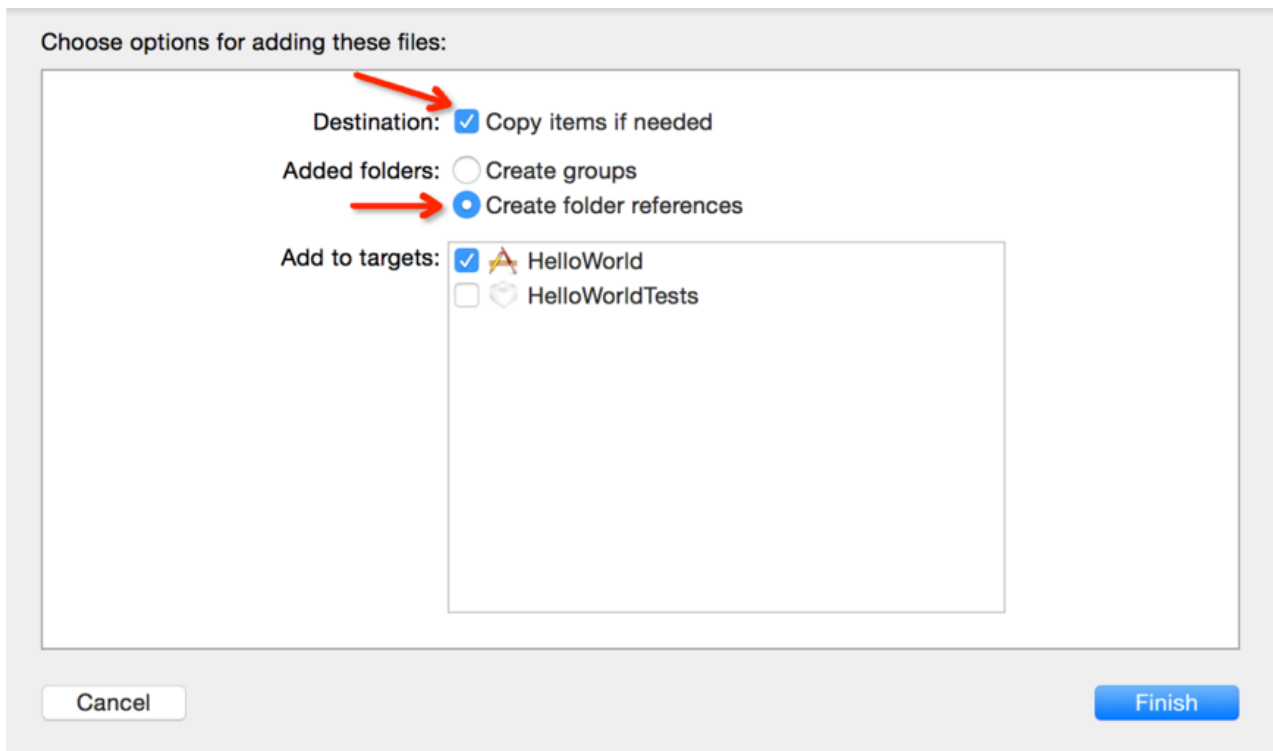 Choose options for adding these files:
Destination: Copy items if needed
Added folders: Create groups
Create folder references
Add to targets: HelloWorld
HelloWorldTests
Cancel Finish